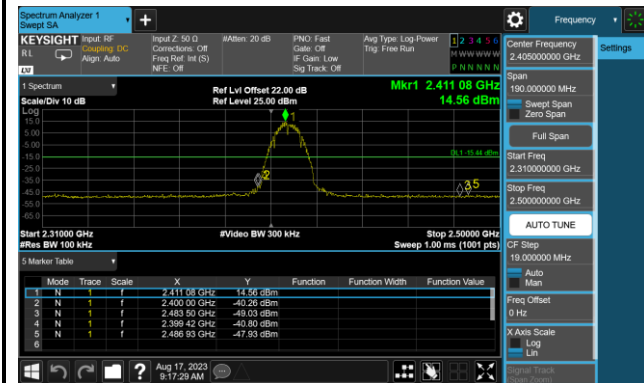 Spectrum Analyzer 1
Swept SA
Frequency
Settings
KEYSIGHT
RL
LXI
Input: RF
Coupling: DC
Align: Auto
Input Z: 50 Ω
Corrections: Off
Freq Ref: Int (S)
NFE: Off
#Atten: 20 dB
PNO: Fast
Gate: Off
IF Gain: Low
Sig Track: Off
Avg Type: Log-Power
Trig: Free Run
1 2 3 4 5 6
M W W W W W
P N N N N N
1 Spectrum
Scale/Div 10 dB
Ref Lvl Offset 22.00 dB
Ref Level 25.00 dBm
Mkr1 2.411 08 GHz
14.56 dBm
Log
15.0
5.00
-5.00
-15.0
-25.0
-35.0
-45.0
-55.0
-65.0
1
2
3
5
DL1 -15.44 dBm
Start 2.31000 GHz
#Res BW 100 kHz
#Video BW 300 kHz
Stop 2.50000 GHz
Sweep 1.00 ms (1001 pts)
5 Marker Table
Mode Trace Scale X Y Function Function Width Function Value
1 N 1 f 2.411 08 GHz 14.56 dBm
2 N 1 f 2.400 00 GHz -40.26 dBm
3 N 1 f 2.483 50 GHz -49.03 dBm
4 N 1 f 2.399 42 GHz -40.80 dBm
5 N 1 f 2.486 93 GHz -47.93 dBm
6
Aug 17, 2023
9:17:29 AM
?
Center Frequency
2.405000000 GHz
Span
190.000000 MHz
Swept Span
Zero Span
Full Span
Start Freq
2.310000000 GHz
Stop Freq
2.500000000 GHz
AUTO TUNE
CF Step
19.000000 MHz
Auto
Man
Freq Offset
0 Hz
X Axis Scale
Log
Lin
Signal Track
(Span Zoom)